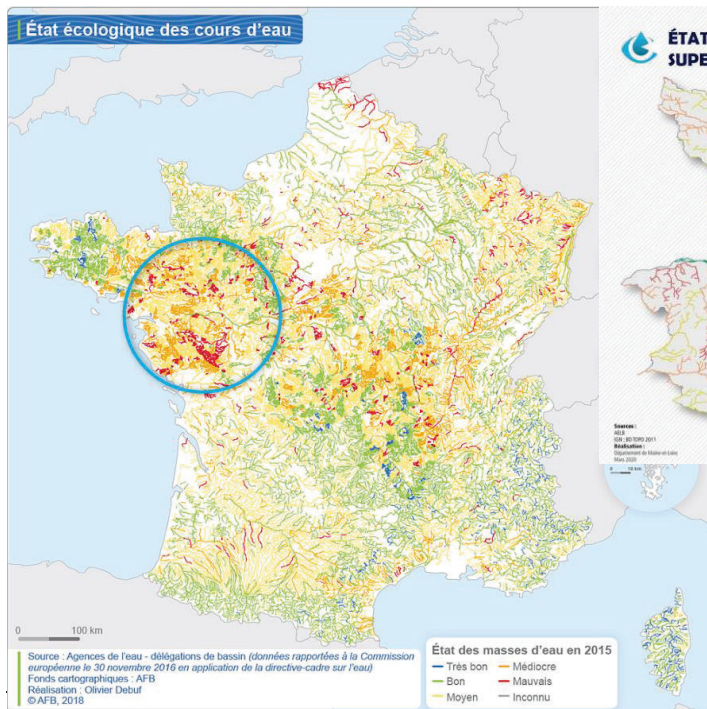 État écologique des cours d'eau
ÉTAT
SUPE
Sources :
AELB
IGN : BD TOPO 2011
Réalisation :
Département de Maine-et-Loire
Mars 2020
0 10 km
0 100 km
Source : Agences de l'eau - délégations de bassin (données rapportées à la Commission
européenne le 30 novembre 2016 en application de la directive-cadre sur l'eau)
Fonds cartographiques : AFB
Réalisation : Olivier Debuf
© AFB, 2018
État des masses d'eau en 2015
Très bon
Bon
Moyen
Médiocre
Mauvais
Inconnu